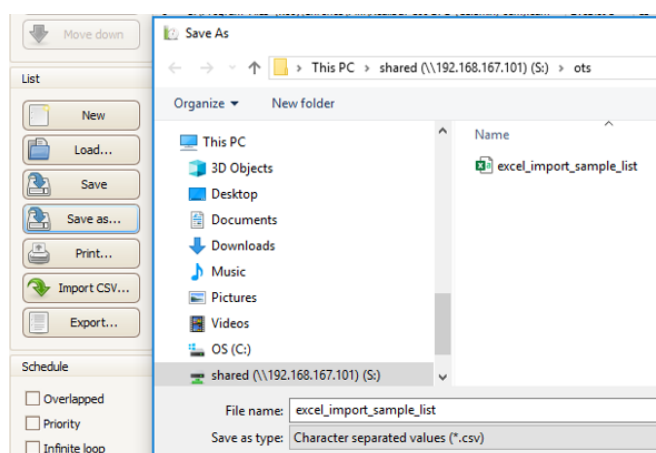 Move down
List
New
Load...
Save
Save as...
Print...
Import CSV...
Export...
Schedule
Overlapped
Priority
Infinite loop
Save As
This PC > shared (\\192.168.167.101) (S:) > ots
Organize New folder
This PC
3D Objects
Desktop
Documents
Downloads
Music
Pictures
Videos
OS (C:)
shared (\\192.168.167.101) (S:)
Name
excel_import_sample_list
File name: excel_import_sample_list
Save as type: Character separated values (*.csv)